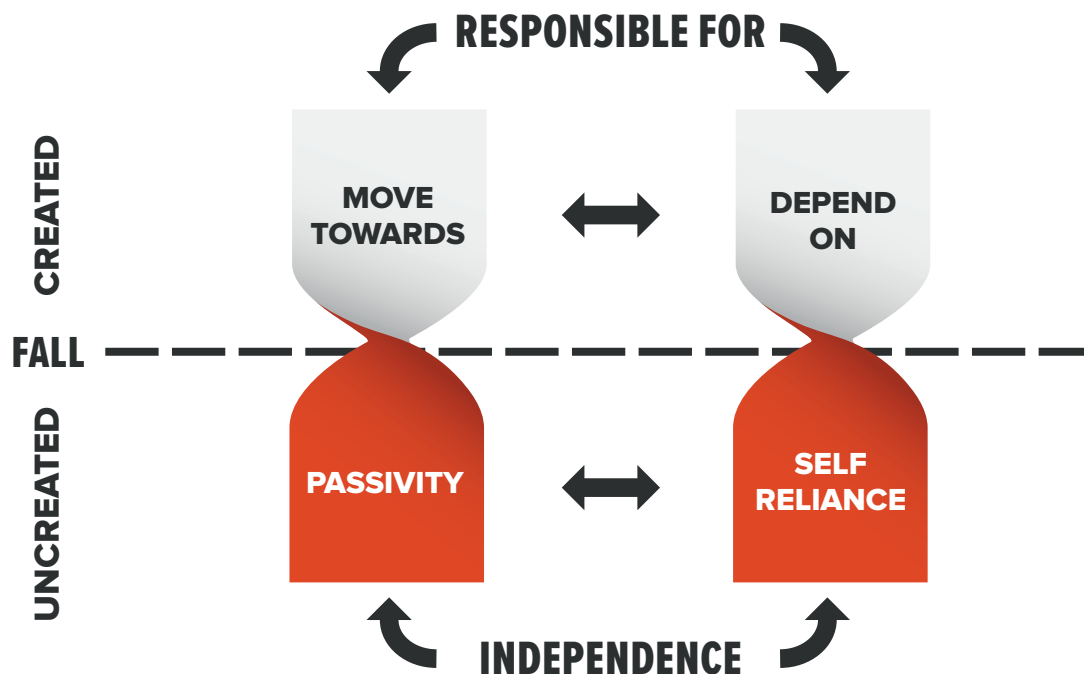 RESPONSIBLE FOR
CREATED
MOVE
TOWARDS
DEPEND
ON
FALL
UNCREATED
PASSIVITY
SELF
RELIANCE
INDEPENDENCE